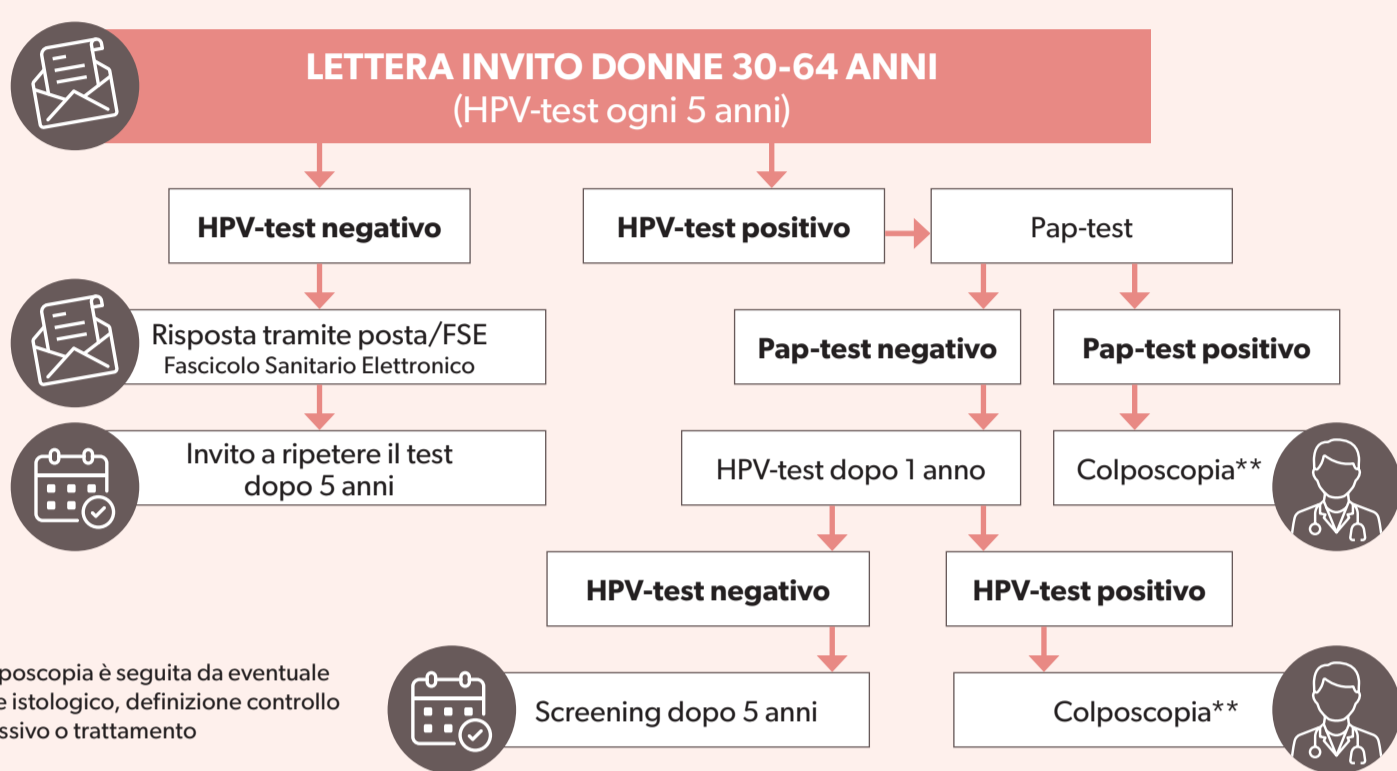 LETTERA INVITO DONNE 30-64 ANNI
(HPV-test ogni 5 anni)
HPV-test negativo
HPV-test positivo
Pap-test
Risposta tramite posta/FSE
Fascicolo Sanitario Elettronico
Pap-test negativo
Pap-test positivo
Invito a ripetere il test
dopo 5 anni
HPV-test dopo 1 anno
Colposcopia**
HPV-test negativo
HPV-test positivo
poscopia è seguita da eventuale
e istologico, definizione controllo
ssivo o trattamento
Screening dopo 5 anni
Colposcopia**